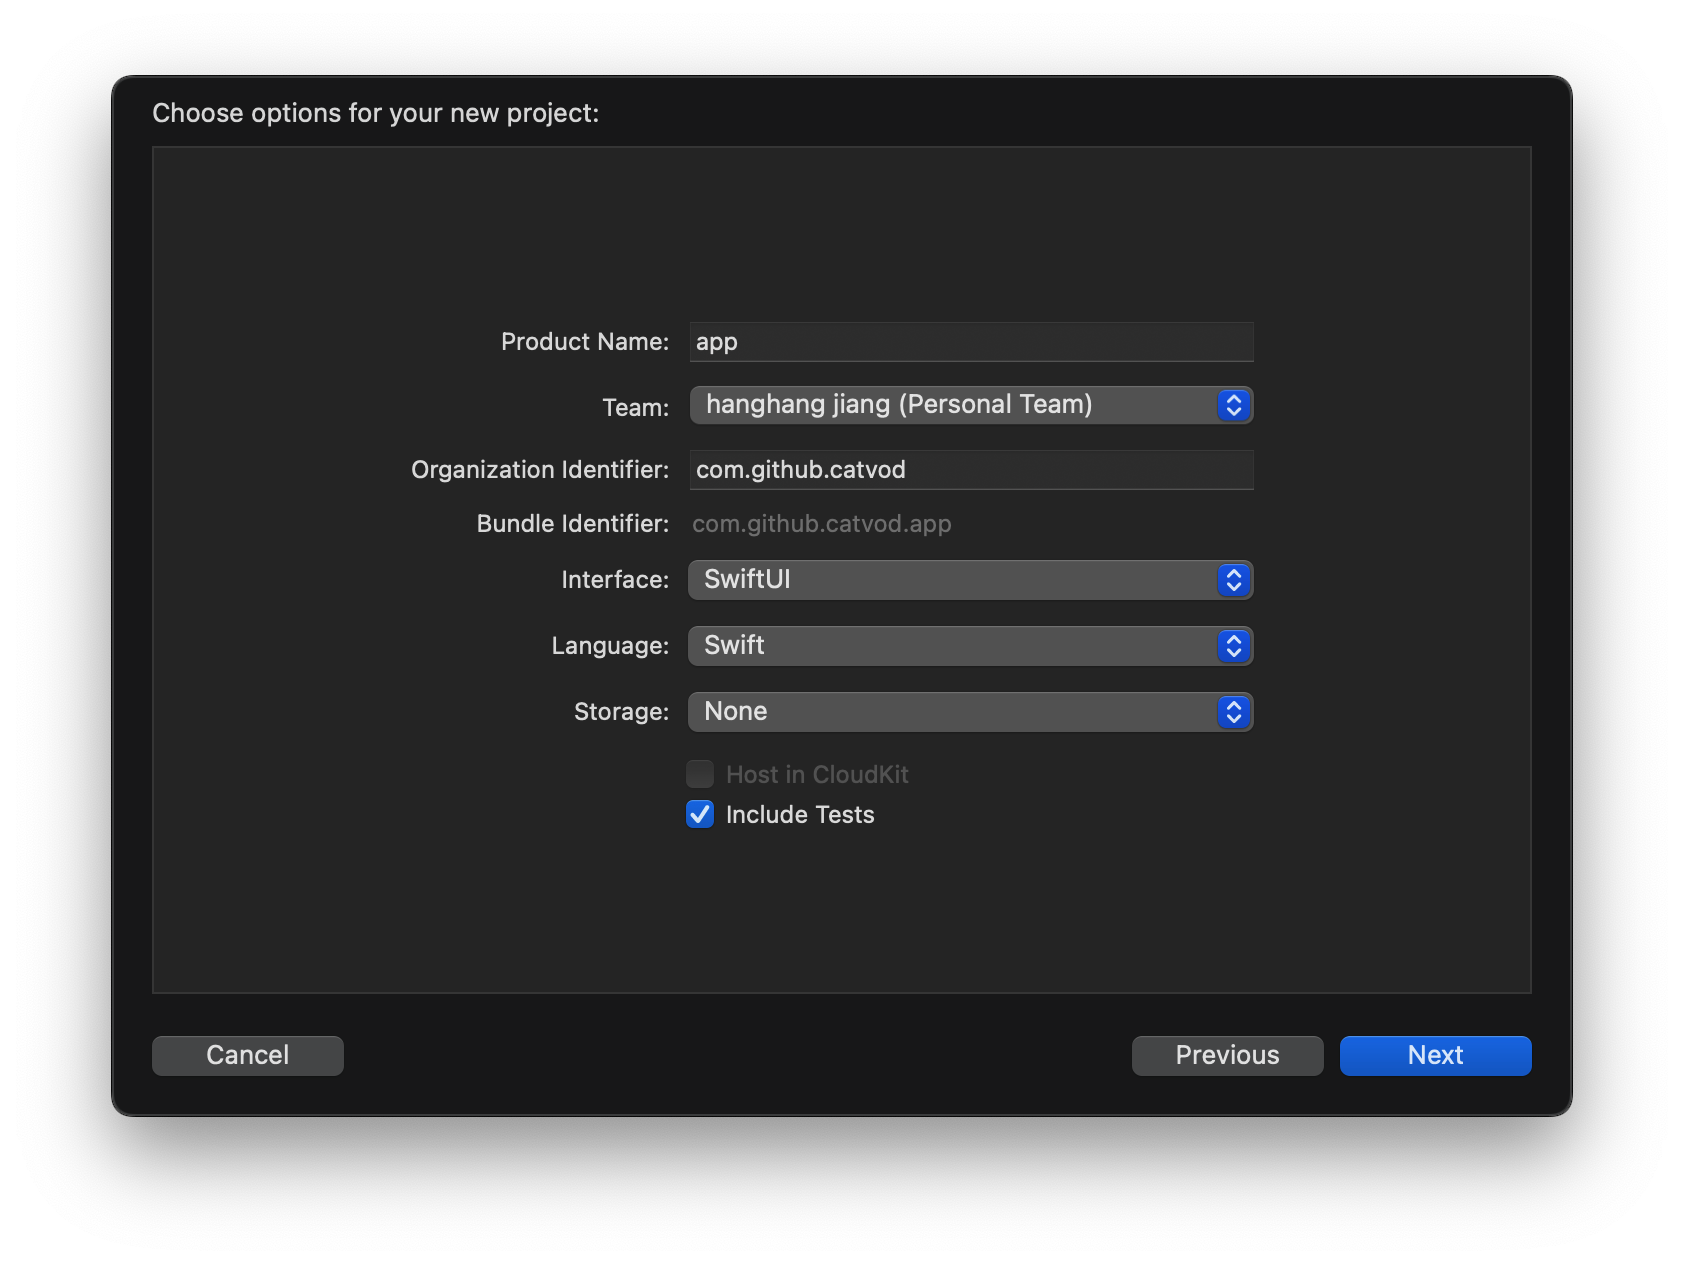 Choose options for your new project:
Product Name: app
Team: hanghang jiang (Personal Team)
Organization Identifier: com.github.catvod
Bundle Identifier: com.github.catvod.app
Interface: SwiftUI
Language: Swift
Storage: None
Host in CloudKit
Include Tests
Cancel Previous Next